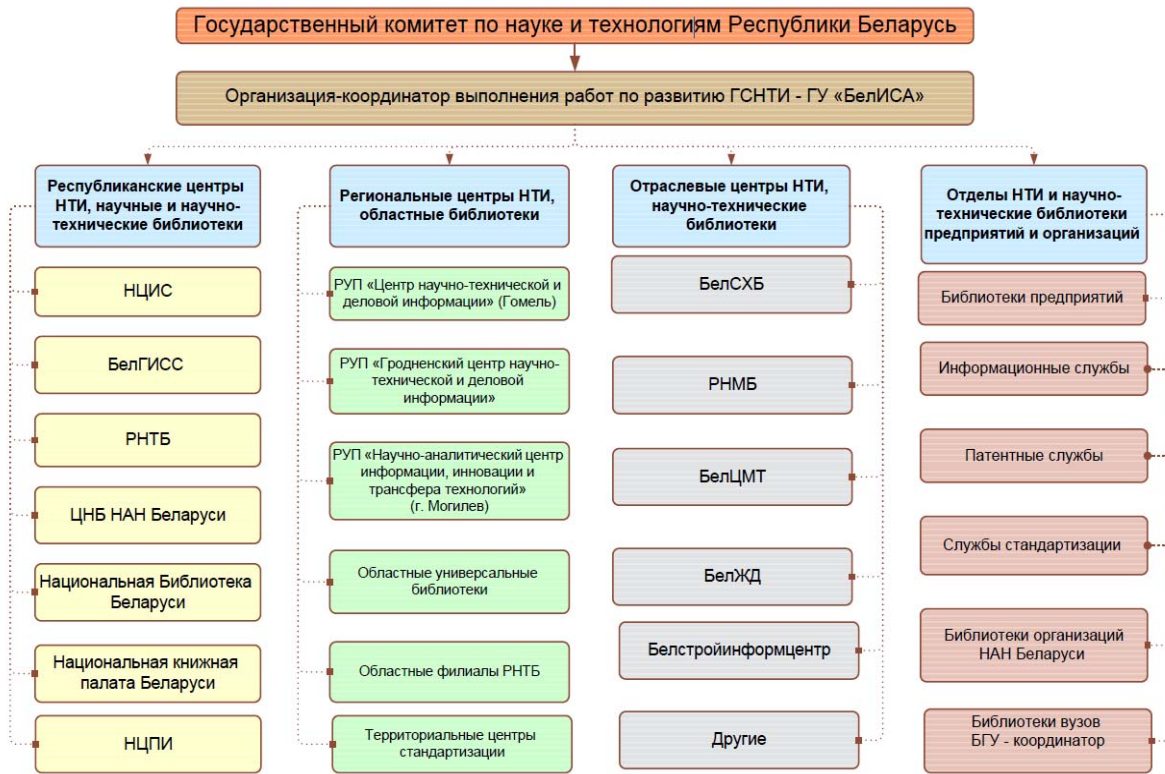 Государственный комитет по науке и технологиям Республики Беларусь
Организация-координатор выполнения работ по развитию ГСНТИ - ГУ «БелИСА»
Республиканские центры
НТИ, научные и научно-
технические библиотеки
НЦИС
БелГИСС
РНТБ
ЦНБ НАН Беларуси
Национальная Библиотека
Беларуси
Национальная книжная
палата Беларуси
НЦПИ
Региональные центры НТИ,
областные библиотеки
РУП «Центр научно-технической и
деловой информации» (Гомель)
РУП «Гродненский центр научно-
технической и деловой
информации»
РУП «Научно-аналитический центр
информации, инновации и
трансфера технологий»
(г. Могилев)
Областные универсальные
библиотеки
Областные филиалы РНТБ
Территориальные центры
стандартизации
Отраслевые центры НТИ,
научно-технические
библиотеки
БелСХБ
РНМБ
БелЦМТ
БелЖД
Белстройинформцентр
Другие
Отделы НТИ и научно-
технические библиотеки
предприятий и организаций
Библиотеки предприятий
Информационные службы
Патентные службы
Службы стандартизации
Библиотеки организаций
НАН Беларуси
Библиотеки вузов
БГУ - координатор